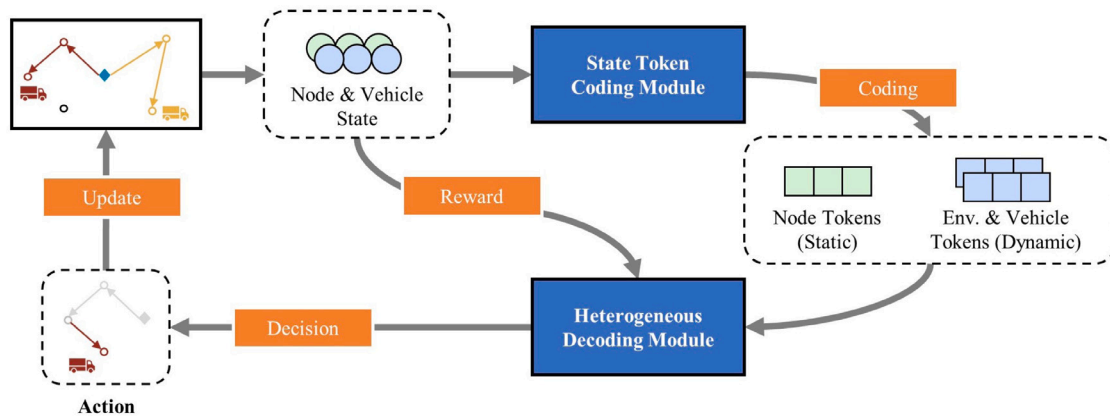 Node & Vehicle
State
State Token
Coding Module
Coding
Update
Reward
Node Tokens
(Static)
Env. & Vehicle
Tokens (Dynamic)
Decision
Heterogeneous
Decoding Module
Action